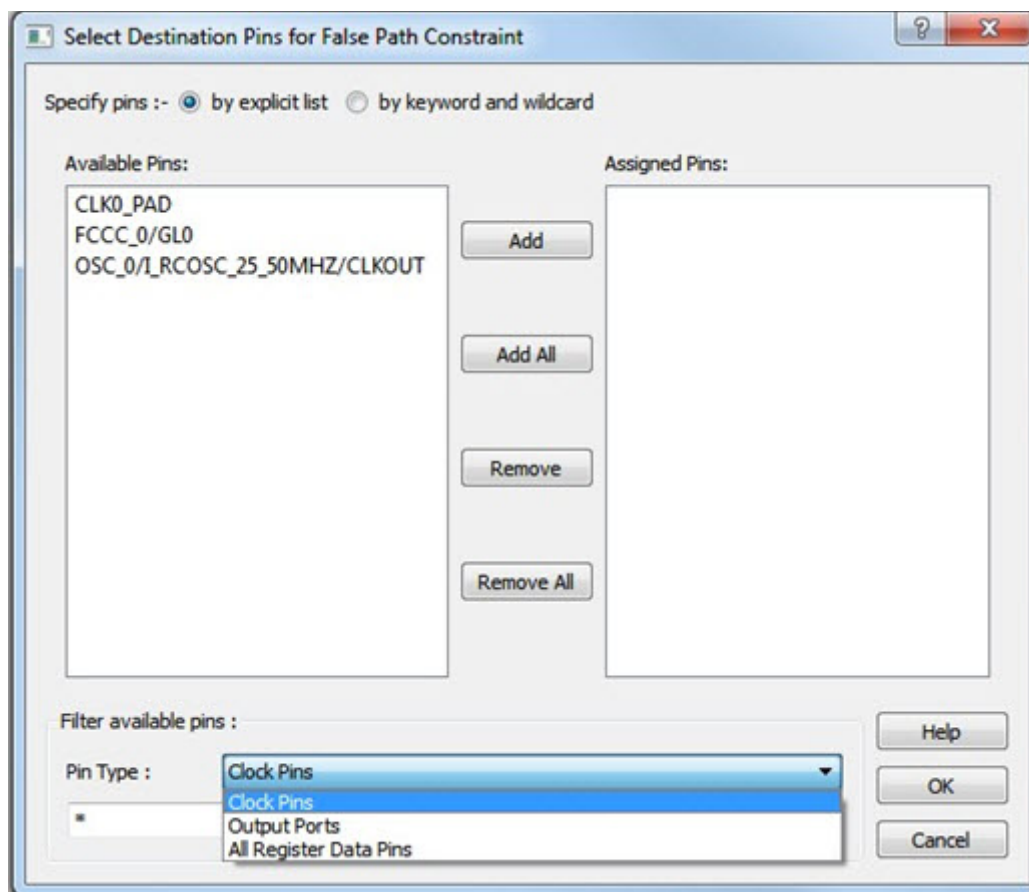 Select Destination Pins for False Path Constraint
Specify pins :- by explicit list by keyword and wildcard
Available Pins:
Assigned Pins:
CLK0_PAD
FCCC_0/GL0
OSC_0/I_RCOSC_25_50MHZ/CLKOUT
Add
Add All
Remove
Remove All
Filter available pins :
Pin Type :
Clock Pins
*
Clock Pins
Output Ports
All Register Data Pins
Help
OK
Cancel